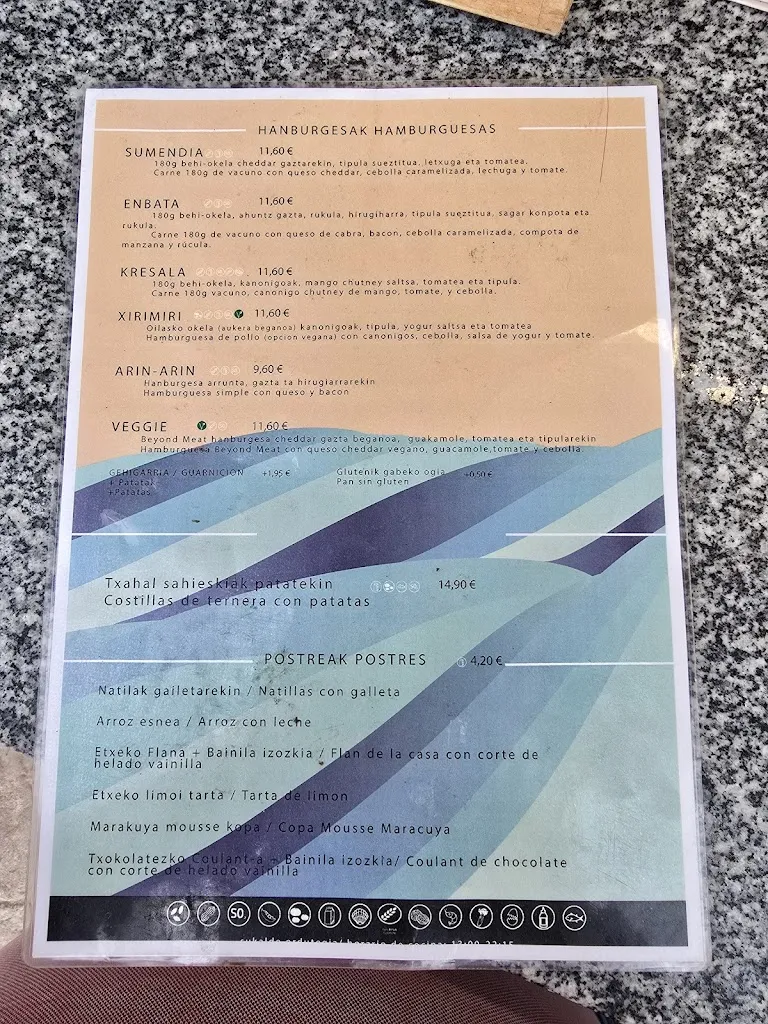 HANBURGESAK HAMBURGUESAS
SUMENDIA 11,60 €
180g behi-okela cheddar gaztarekin, tipula sueztitua, letxuga eta tomatea.
Carne 180g de vacuno con queso cheddar, cebolla caramelizada, lechuga y tomate.
ENBATA 11,60 €
180g behi-okela, ahuntz gazta, rukula, hirugiharra, tipula sueztitua, sagar konpota eta
rukula.
Carne 180g de vacuno con queso de cabra, bacon, cebolla caramelizada, compota de
manzana y rúcula.
KRESALA 11,60 €
180g behi-okela, kanonigoak, mango chutney saltsa, tomatea eta tipula.
Carne 180g vacuno, canonigo chutney de mango, tomate, y cebolla.
XIRIMIRI 11,60 €
Oilasko okela (aukera beganoa) kanonigoak, tipula, yogur saltsa eta tomatea
Hamburguesa de pollo (opcion vegana) con canonigos, cebolla, salsa de yogur y tomate.
ARIN-ARIN 9,60 €
Hanburgesa arrunta, gazta ta hirugiarrarekin
Hamburguesa simple con queso y bacon
VEGGIE 11,60 €
Beyond Meat hanburgesa cheddar gazta beganoa, guakamole, tomatea eta tipularekin
Hamburguesa Beyond Meat con queso cheddar vegano, guacamole,tomate y cebolla.
GEHIGARRIA / GUARNICION +1,95 € Glutenik gabeko ogia +0,50€
+ Patatak Pan sin gluten
+Patatas
Txahal sahieskiak patatekin 14,90 €
Costillas de ternera con patatas
POSTREAK POSTRES 4,20 €
Natilak gailetarekin / Natillas con galleta
Arroz esnea / Arroz con leche
Etxeko Flana + Bainila izozkia / Flan de la casa con corte de
helado vainilla
Etxeko limoi tarta / Tarta de limon
Marakuya mousse kopa / Copa Mousse Maracuya
Txokolatezko Coulant-a + Bainila izozkia/ Coulant de chocolate
con corte de helado vainilla
SO₂